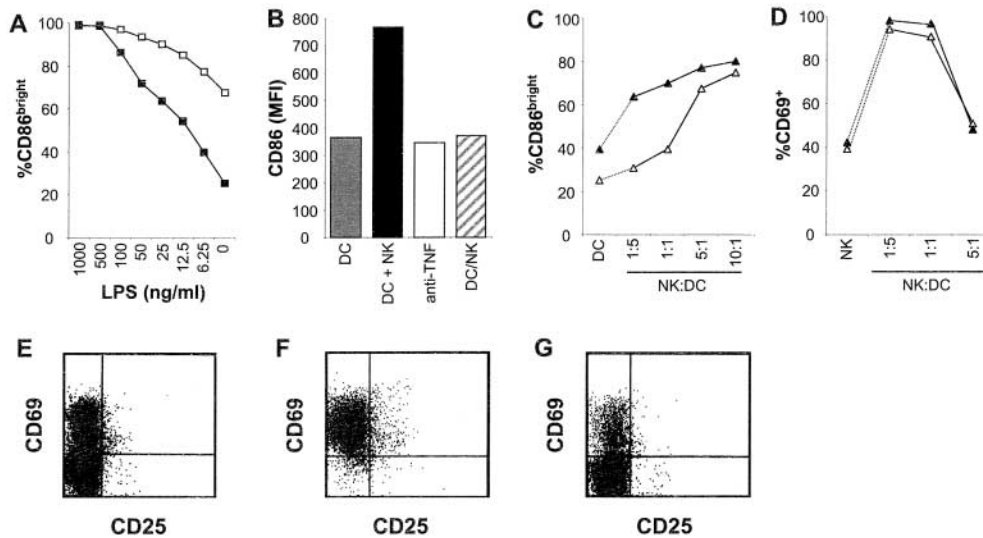 A
%CD86bright
100
80
60
40
20
0
1000
500
100
50
25
12.5
6.25
0
LPS (ng/ml)
B
CD86 (MFI)
800
700
600
500
400
300
200
100
0
DC
DC + NK
anti-TNF
DC/NK
C
%CD86bright
100
80
60
40
20
0
DC
1:5
1:1
5:1
10:1
NK:DC
D
%CD69+
100
80
60
40
20
0
NK
1:5
1:1
5:1
NK:DC
E
CD69
CD25
F
CD69
CD25
G
CD69
CD25